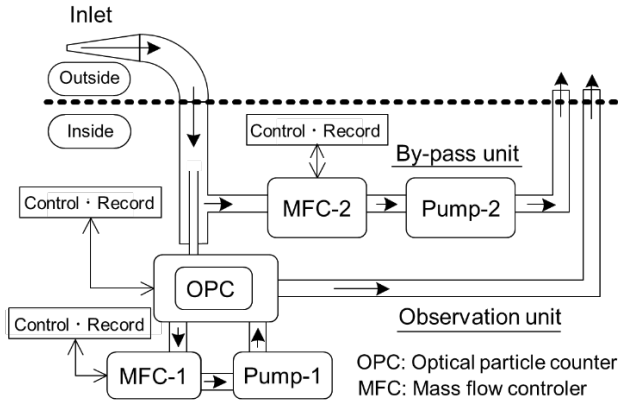 Inlet
Outside
Inside
Control・Record
By-pass unit
MFC-2
Pump-2
Control・Record
OPC
Control・Record
Observation unit
MFC-1
Pump-1
OPC: Optical particle counter
MFC: Mass flow controler